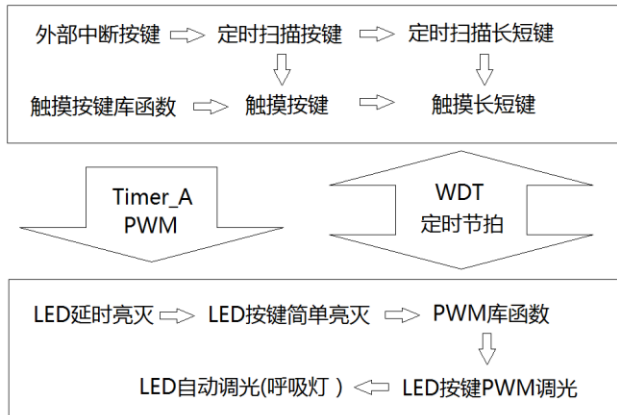 外部中断按键 定时扫描按键 定时扫描长短键
触摸按键库函数 触摸按键 触摸长短键
Timer_A
PWM
WDT
定时节拍
LED延时亮灭 LED按键简单亮灭 PWM库函数
LED自动调光(呼吸灯 ) LED按键PWM调光